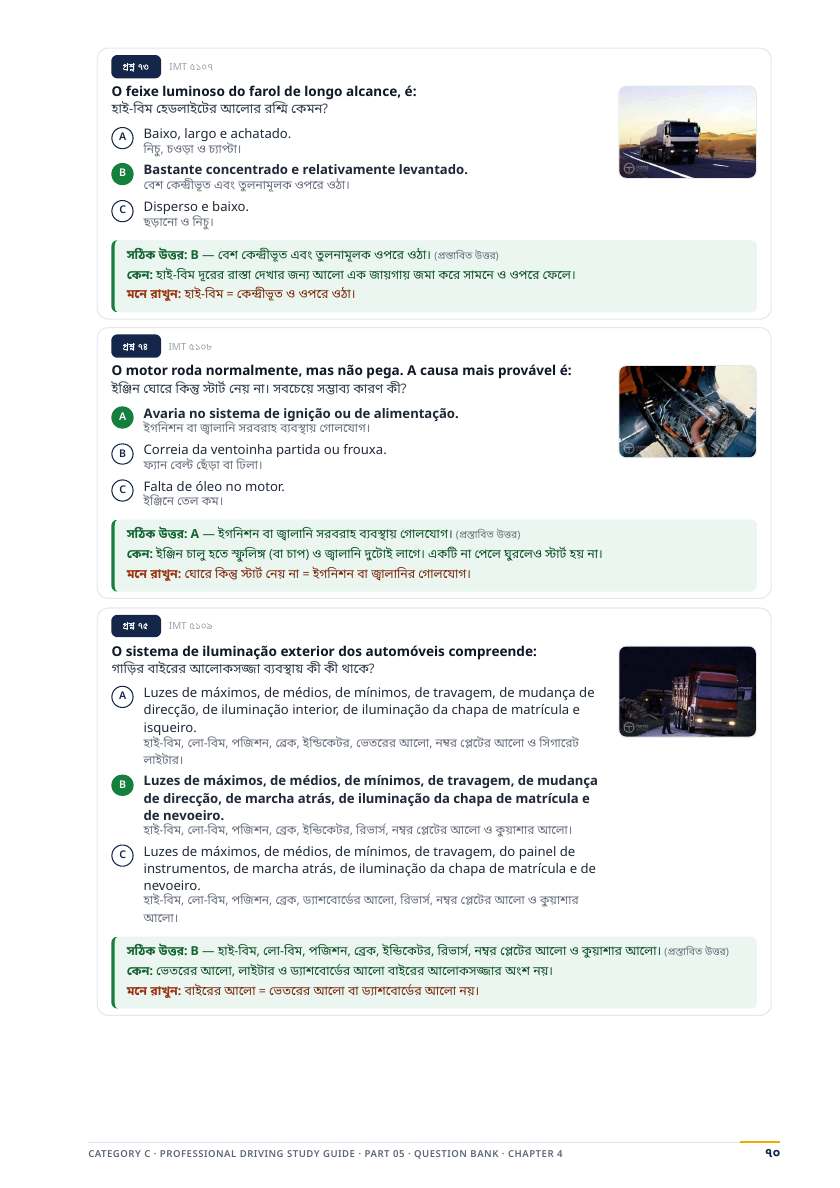 প্রশ্ন ৭৩ IMT ৫১০৭
O feixe luminoso do farol de longo alcance, é:
হাই-বিম হেডলাইটের আলোর রশ্মি কেমন?
A Baixo, largo e achatado.
নিচু, চওড়া ও চ্যাপ্টা।
B Bastante concentrado e relativamente levantado.
বেশ কেন্দ্রীভূত এবং তুলনামূলক ওপরে ওঠা।
C Disperso e baixo.
ছড়ানো ও নিচু।
সঠিক উত্তর: B — বেশ কেন্দ্রীভূত এবং তুলনামূলক ওপরে ওঠা। (প্রস্তাবিত উত্তর)
কেন: হাই-বিম দূরের রাস্তা দেখার জন্য আলো এক জায়গায় জমা করে সামনে ও ওপরে ফেলে।
মনে রাখুন: হাই-বিম = কেন্দ্রীভূত ও ওপরে ওঠা।
প্রশ্ন ৭৪ IMT ৫১০৮
O motor roda normalmente, mas não pega. A causa mais provável é:
ইঞ্জিন ঘোরে কিন্তু স্টার্ট নেয় না। সবচেয়ে সম্ভাব্য কারণ কী?
A Avaria no sistema de ignição ou de alimentação.
ইগনিশন বা জ্বালানি সরবরাহ ব্যবস্থায় গোলযোগ।
B Correia da ventoinha partida ou frouxa.
ফ্যান বেল্ট ছেঁড়া বা ঢিলা।
C Falta de óleo no motor.
ইঞ্জিনে তেল কম।
সঠিক উত্তর: A — ইগনিশন বা জ্বালানি সরবরাহ ব্যবস্থায় গোলযোগ। (প্রস্তাবিত উত্তর)
কেন: ইঞ্জিন চালু হতে স্ফুলিঙ্গ (বা চাপ) ও জ্বালানি দুটোই লাগে। একটি না পেলে ঘুরলেও স্টার্ট হয় না।
মনে রাখুন: ঘোরে কিন্তু স্টার্ট নেয় না = ইগনিশন বা জ্বালানির গোলযোগ।
প্রশ্ন ৭৫ IMT ৫১০৯
O sistema de iluminação exterior dos automóveis compreende:
গাড়ির বাইরের আলোকসজ্জা ব্যবস্থায় কী কী থাকে?
A Luzes de máximos, de médios, de mínimos, de travagem, de mudança de
direcção, de iluminação interior, de iluminação da chapa de matrícula e
isqueiro.
হাই-বিম, লো-বিম, পজিশন, ব্রেক, ইন্ডিকেটর, ভেতরের আলো, নম্বর প্লেটের আলো ও সিগারেট
লাইটার।
B Luzes de máximos, de médios, de mínimos, de travagem, de mudança
de direcção, de marcha atrás, de iluminação da chapa de matrícula e
de nevoeiro.
হাই-বিম, লো-বিম, পজিশন, ব্রেক, ইন্ডিকেটর, রিভার্স, নম্বর প্লেটের আলো ও কুয়াশার আলো।
C Luzes de máximos, de médios, de mínimos, de travagem, do painel de
instrumentos, de marcha atrás, de iluminação da chapa de matrícula e de
nevoeiro.
হাই-বিম, লো-বিম, পজিশন, ব্রেক, ড্যাশবোর্ডের আলো, রিভার্স, নম্বর প্লেটের আলো ও কুয়াশার
আলো।
সঠিক উত্তর: B — হাই-বিম, লো-বিম, পজিশন, ব্রেক, ইন্ডিকেটর, রিভার্স, নম্বর প্লেটের আলো ও কুয়াশার আলো। (প্রস্তাবিত উত্তর)
কেন: ভেতরের আলো, লাইটার ও ড্যাশবোর্ডের আলো বাইরের আলোকসজ্জার অংশ নয়।
মনে রাখুন: বাইরের আলো = ভেতরের আলো বা ড্যাশবোর্ডের আলো নয়।
CATEGORY C · PROFESSIONAL DRIVING STUDY GUIDE · PART 05 · QUESTION BANK · CHAPTER 4 ৭০